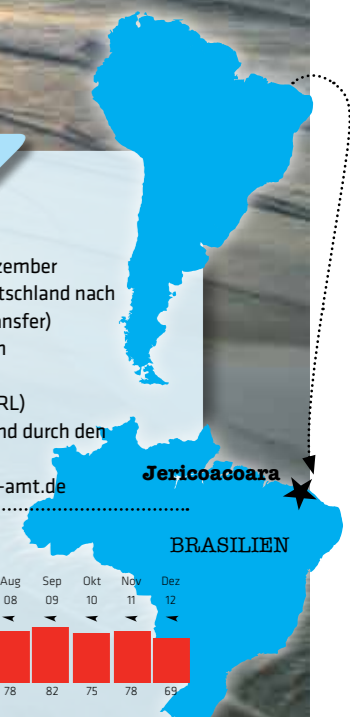 zember
tschland nach
ansfer)
n
RL)
nd durch den
-amt.de
Jericoacoara
BRASILIEN
Aug Sep Okt Nov Dez
08 09 10 11 12
78 82 75 78 69